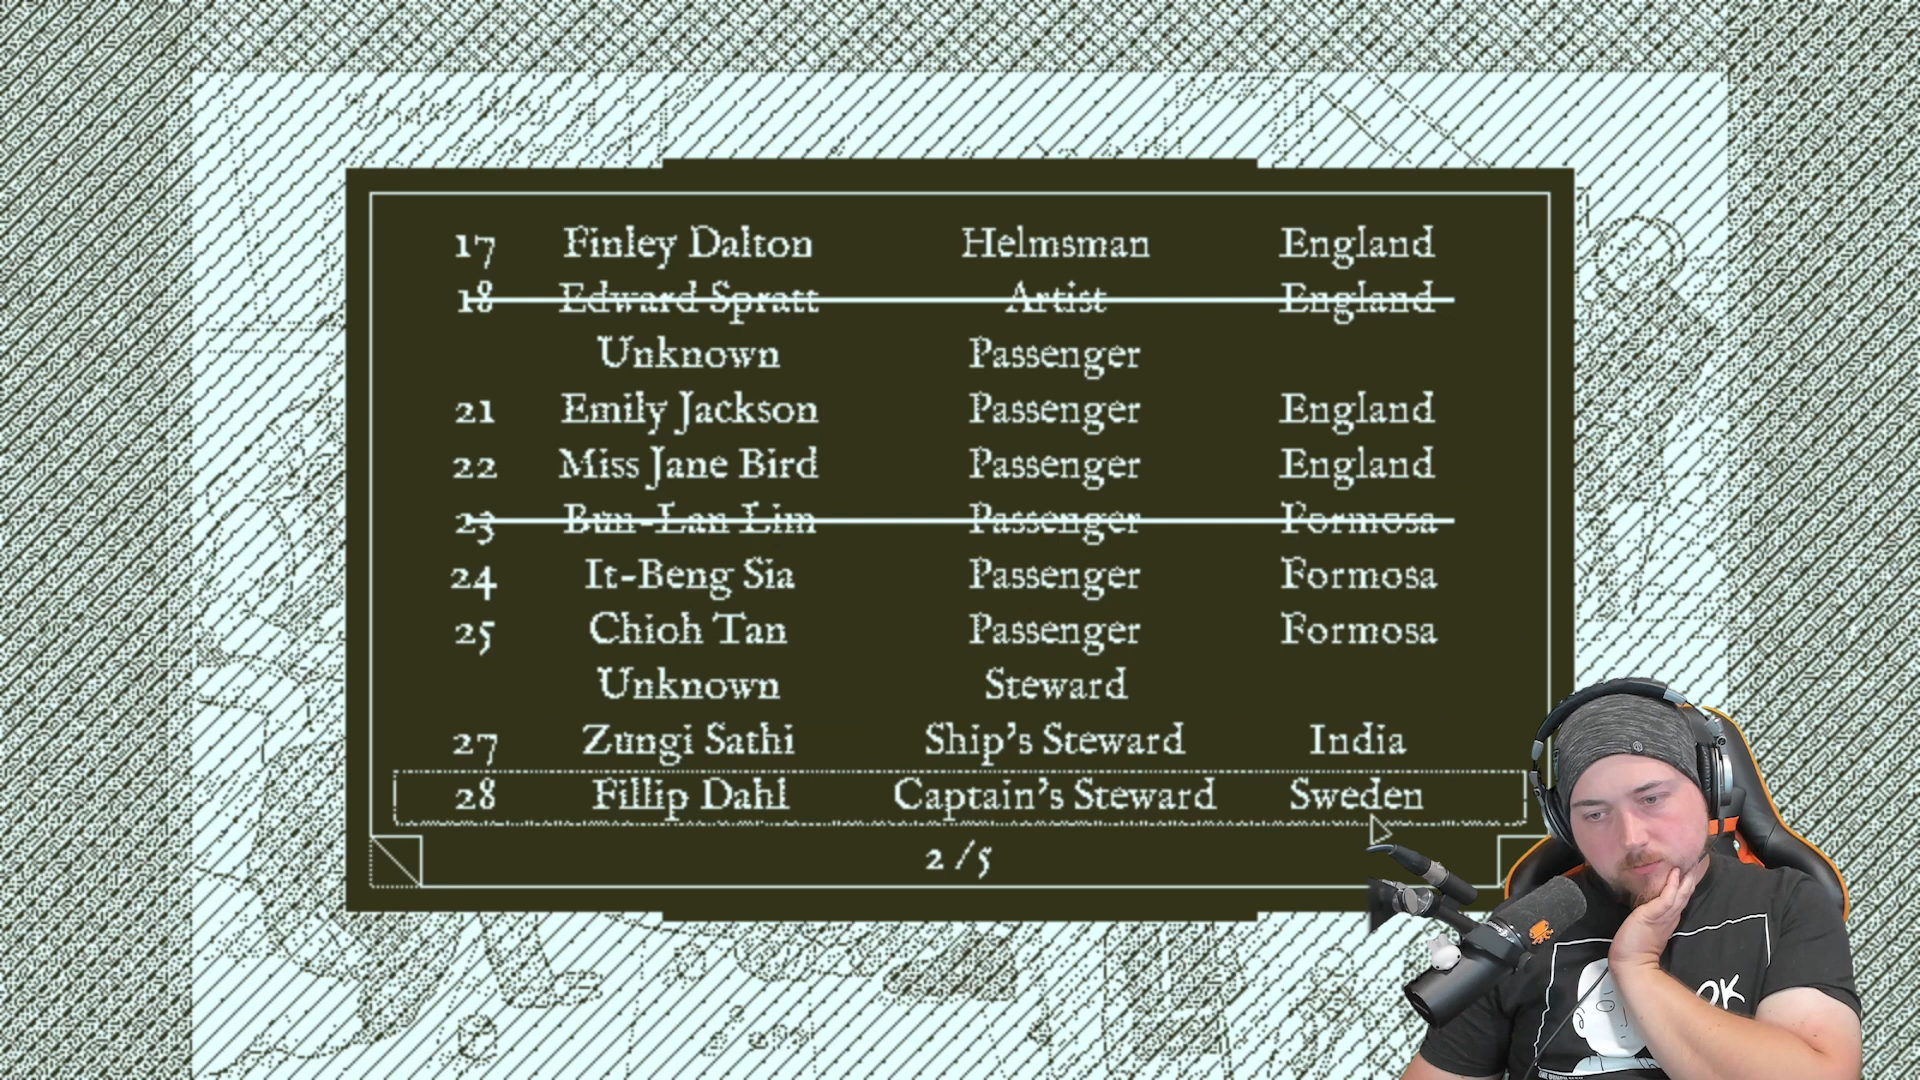 17 Finley Dalton Helmsman England
18 Edward Spratt Artist England
Unknown Passenger
21 Emily Jackson Passenger England
22 Miss Jane Bird Passenger England
23 Bun-Lan Lim Passenger Formosa
24 It-Beng Sia Passenger Formosa
25 Chioh Tan Passenger Formosa
Unknown Steward
27 Zungi Sathi Ship's Steward India
28 Fillip Dahl Captain's Steward Sweden
2 / 5
OK